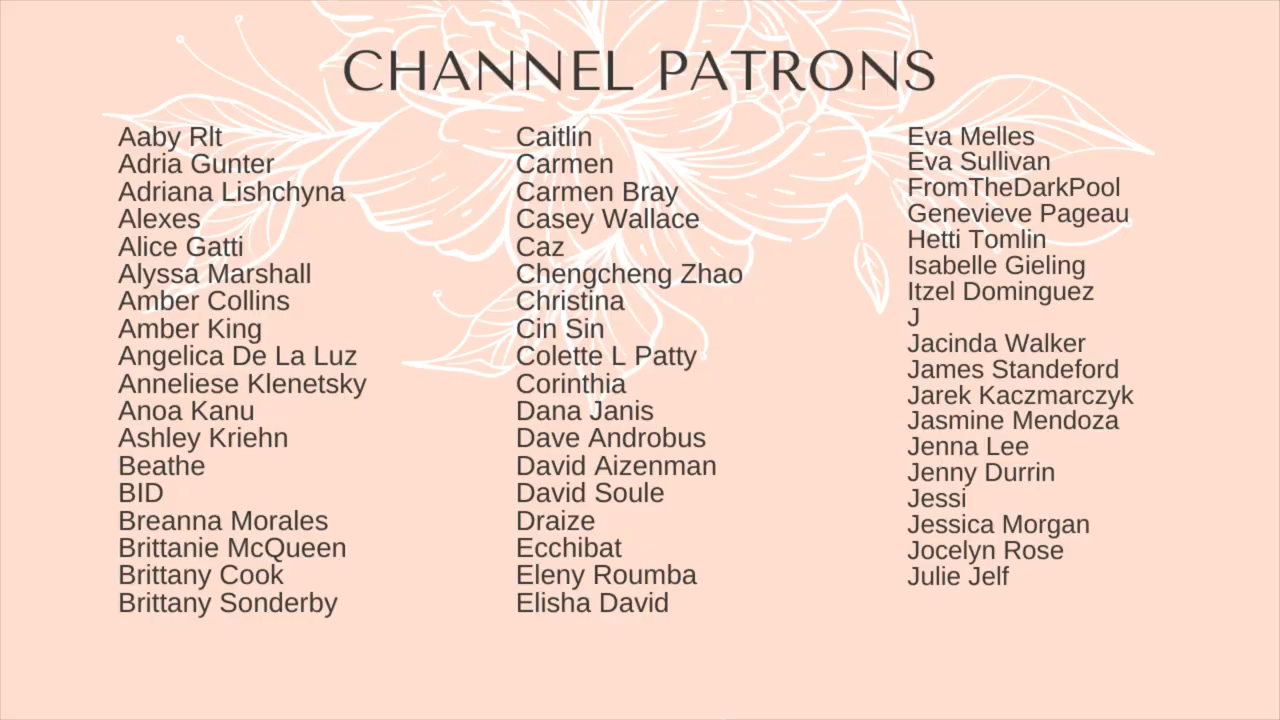 CHANNEL PATRONS
Aaby Rlt
Adria Gunter
Adriana Lishchyna
Alexes
Alice Gatti
Alyssa Marshall
Amber Collins
Amber King
Angelica De La Luz
Anneliese Klenetsky
Anoa Kanu
Ashley Kriehn
Beathe
BID
Breanna Morales
Brittanie McQueen
Brittany Cook
Brittany Sonderby
Caitlin
Carmen
Carmen Bray
Casey Wallace
Caz
Chengcheng Zhao
Christina
Cin Sin
Colette L Patty
Corinthia
Dana Janis
Dave Androbus
David Aizenman
David Soule
Draize
Ecchibat
Eleny Roumba
Elisha David
Eva Melles
Eva Sullivan
FromTheDarkPool
Genevieve Pageau
Hetti Tomlin
Isabelle Gieling
Itzel Dominguez
J
Jacinda Walker
James Standeford
Jarek Kaczmarczyk
Jasmine Mendoza
Jenna Lee
Jenny Durrin
Jessi
Jessica Morgan
Jocelyn Rose
Julie Jelf